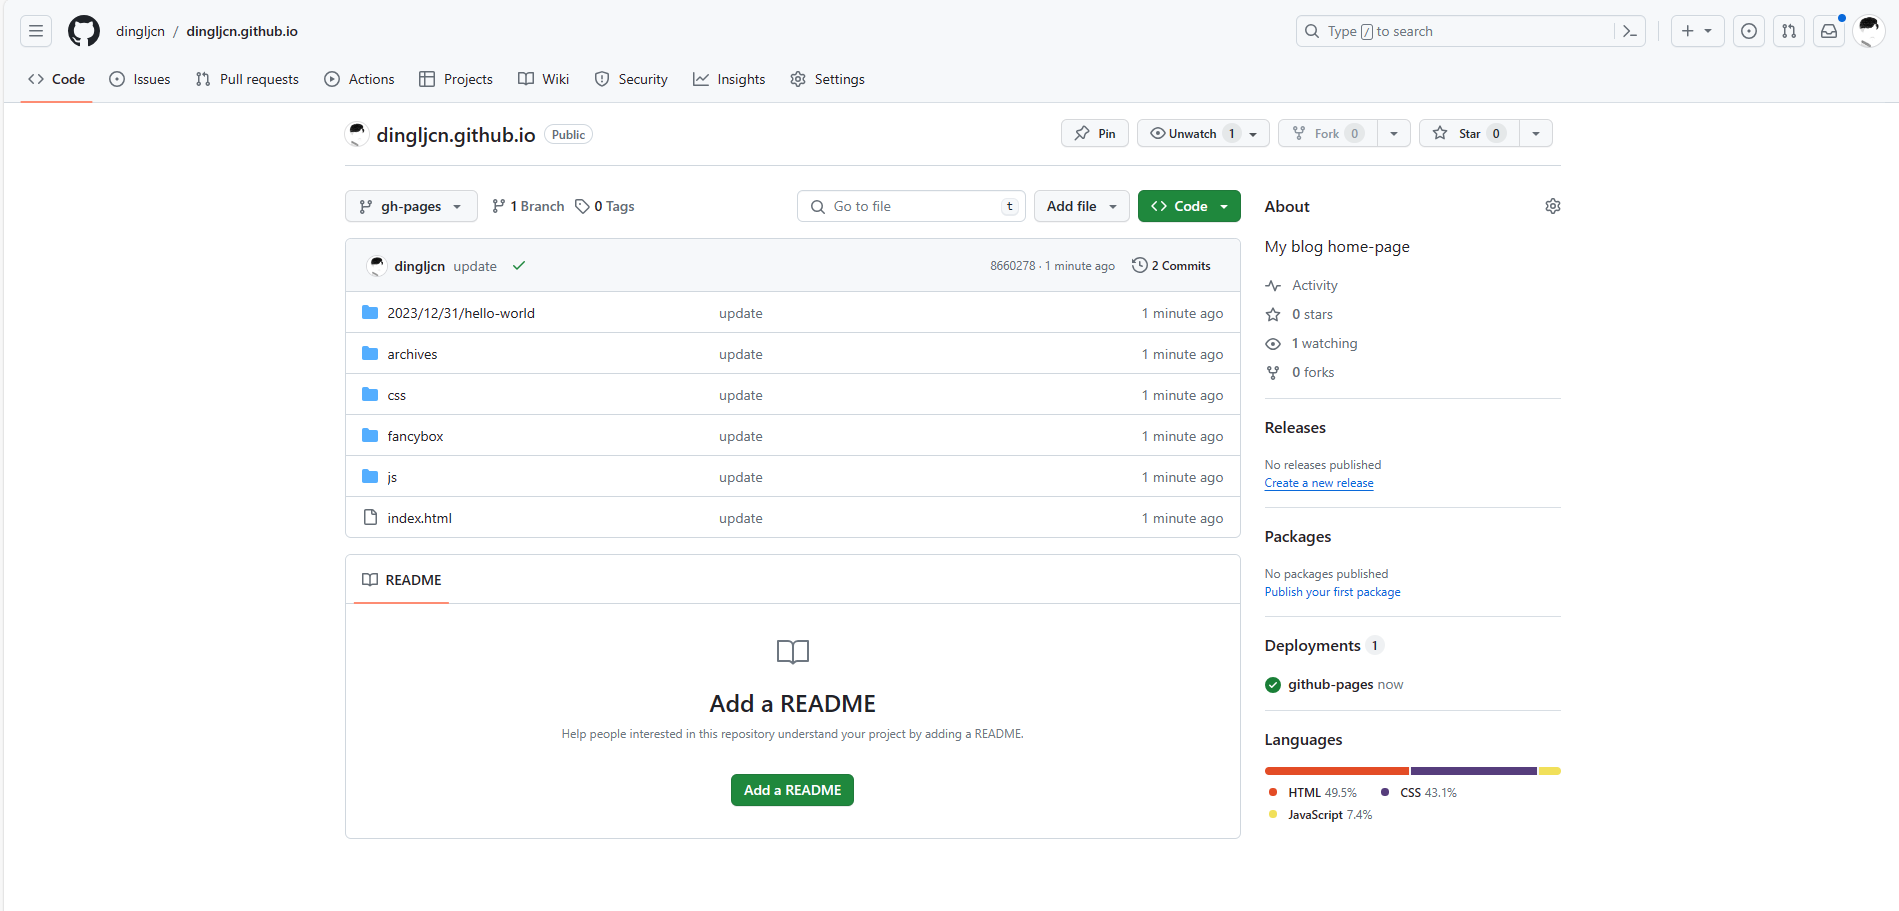 dingljcn / dingljcn.github.io
Type / to search
Code Issues Pull requests Actions Projects Wiki Security Insights Settings
dingljcn.github.io Public
Pin Unwatch 1 Fork 0 Star 0
gh-pages 1 Branch 0 Tags Go to file t Add file Code
dingljcn update 8660278 · 1 minute ago 2 Commits
2023/12/31/hello-world update 1 minute ago
archives update 1 minute ago
css update 1 minute ago
fancybox update 1 minute ago
js update 1 minute ago
index.html update 1 minute ago
README
Add a README
Help people interested in this repository understand your project by adding a README.
Add a README
About
My blog home-page
Activity
0 stars
1 watching
0 forks
Releases
No releases published
Create a new release
Packages
No packages published
Publish your first package
Deployments 1
github-pages now
Languages
HTML 49.5% CSS 43.1%
JavaScript 7.4%